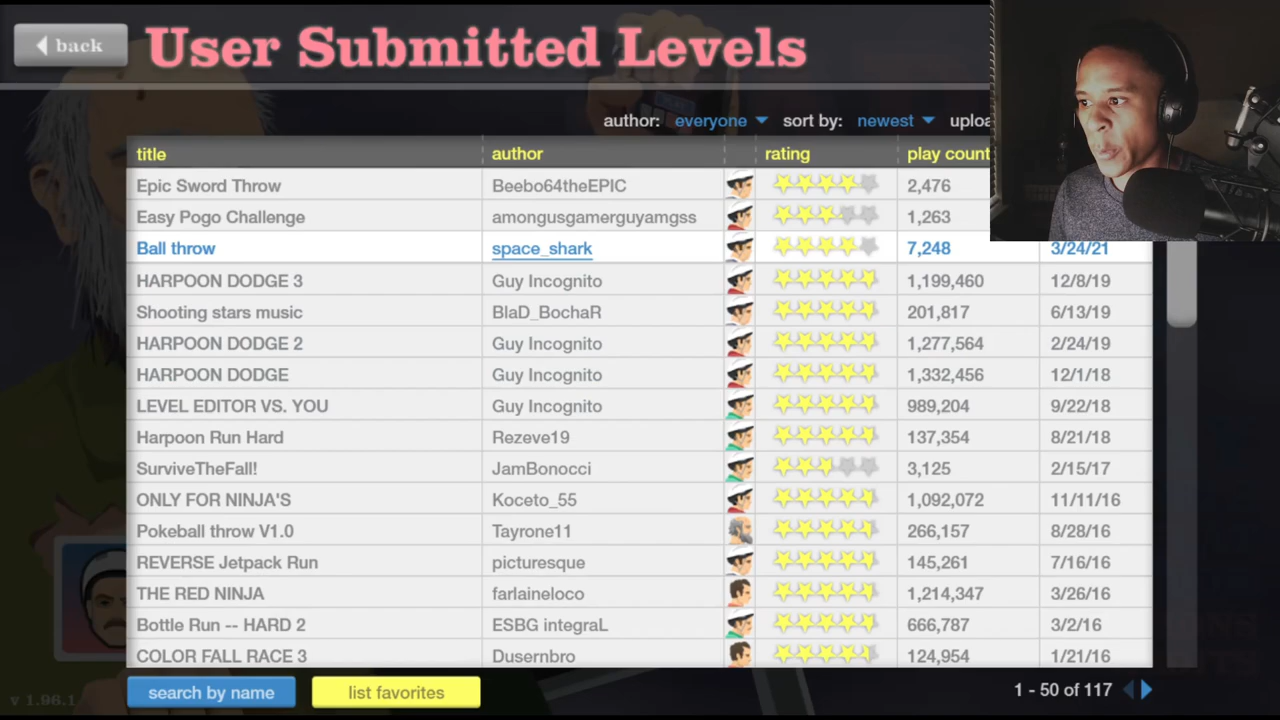 back
User Submitted Levels
author: everyone sort by: newest uploa
title author rating play count
Epic Sword Throw Beebo64theEPIC 2,476
Easy Pogo Challenge amongusgamerguyamgss 1,263
Ball throw space_shark 7,248 3/24/21
HARPOON DODGE 3 Guy Incognito 1,199,460 12/8/19
Shooting stars music BlaD_BochaR 201,817 6/13/19
HARPOON DODGE 2 Guy Incognito 1,277,564 2/24/19
HARPOON DODGE Guy Incognito 1,332,456 12/1/18
LEVEL EDITOR VS. YOU Guy Incognito 989,204 9/22/18
Harpoon Run Hard Rezeve19 137,354 8/21/18
SurviveTheFall! JamBonocci 3,125 2/15/17
ONLY FOR NINJA'S Koceto_55 1,092,072 11/11/16
Pokeball throw V1.0 Tayrone11 266,157 8/28/16
REVERSE Jetpack Run picturesque 145,261 7/16/16
THE RED NINJA farlaineloco 1,214,347 3/26/16
Bottle Run -- HARD 2 ESBG integraL 666,787 3/2/16
COLOR FALL RACE 3 Dusernbro 124,954 1/21/16
search by name list favorites 1 - 50 of 117
v 1.96.1